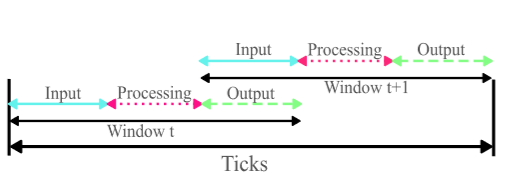 Input Processing Output
Window t+1
Input Processing Output
Window t
Ticks